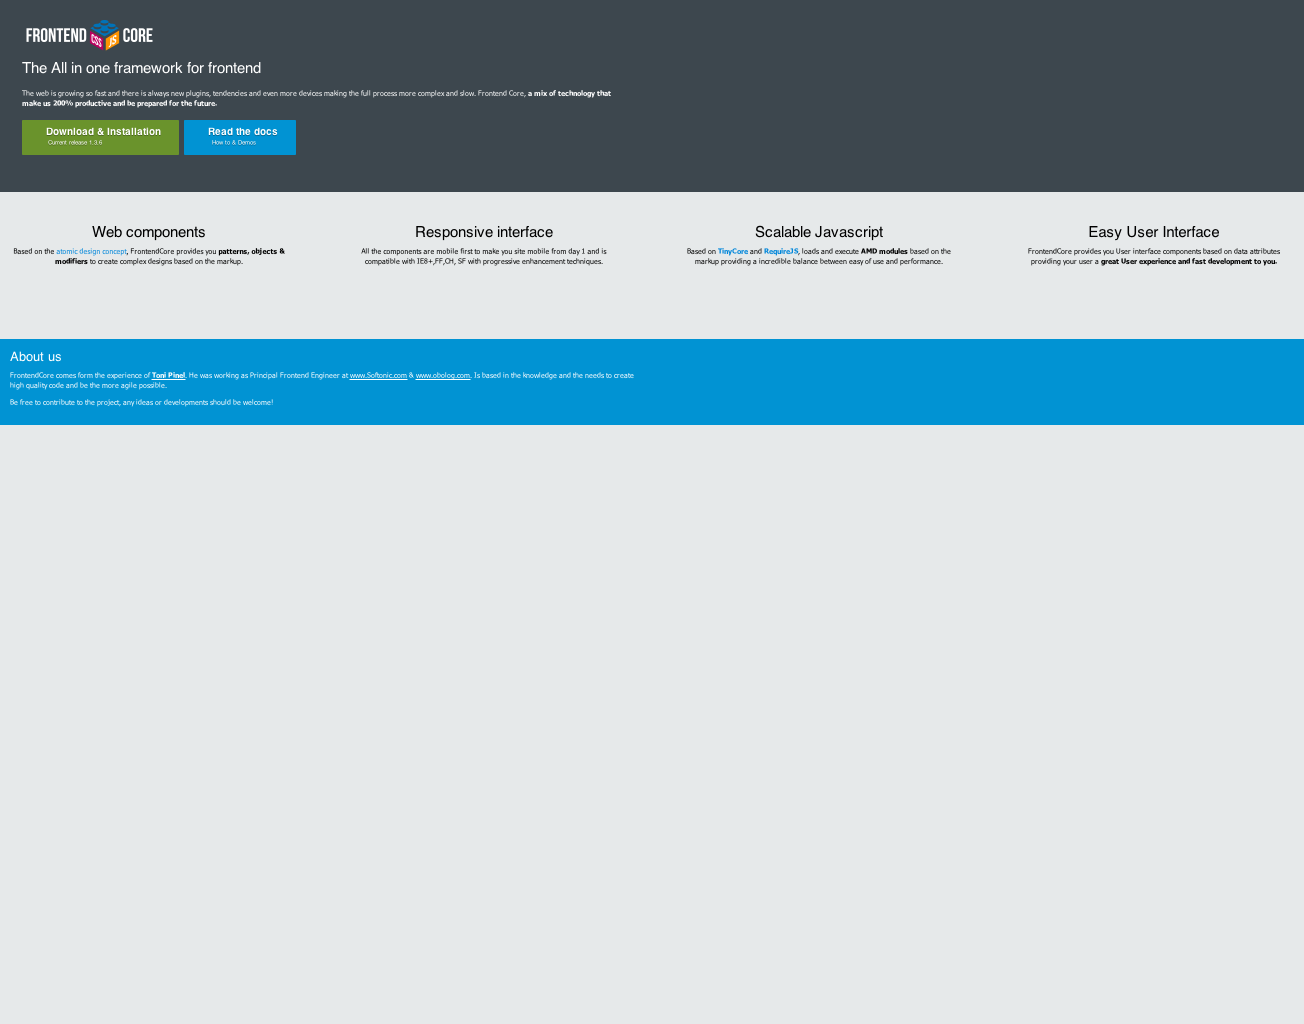 FRONTEND CSS JS CORE
The All in one framework for frontend
The web is growing so fast and there is always new plugins, tendencies and even more devices making the full process more complex and slow. Frontend Core, a mix of technology that
make us 200% productive and be prepared for the future.
Download & Installation
Current release 1.3.6
Read the docs
How to & Demos
Web components
Based on the atomic design concept, FrontendCore provides you patterns, objects &
modifiers to create complex designs based on the markup.
Responsive interface
All the components are mobile first to make you site mobile from day 1 and is
compatible with IE8+,FF,CH, SF with progressive enhancement techniques.
Scalable Javascript
Based on TinyCore and RequireJS, loads and execute AMD modules based on the
markup providing a incredible balance between easy of use and performance.
Easy User Interface
FrontendCore provides you User interface components based on data attributes
providing your user a great User experience and fast development to you.
About us
FrontendCore comes form the experience of Toni Pinel. He was working as Principal Frontend Engineer at www.Softonic.com & www.obolog.com. Is based in the knowledge and the needs to create
high quality code and be the more agile possible.
Be free to contribute to the project, any ideas or developments should be welcome!